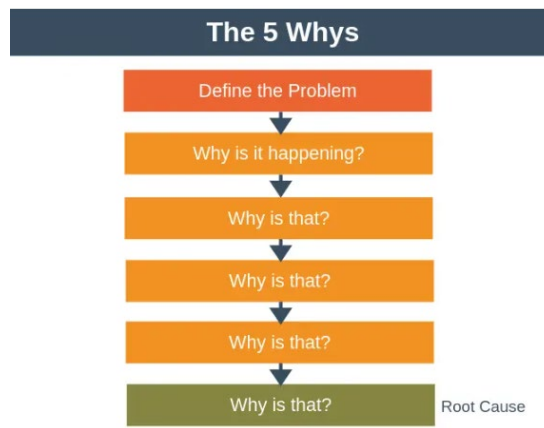 The 5 Whys
Define the Problem
Why is it happening?
Why is that?
Why is that?
Why is that?
Why is that?
Root Cause